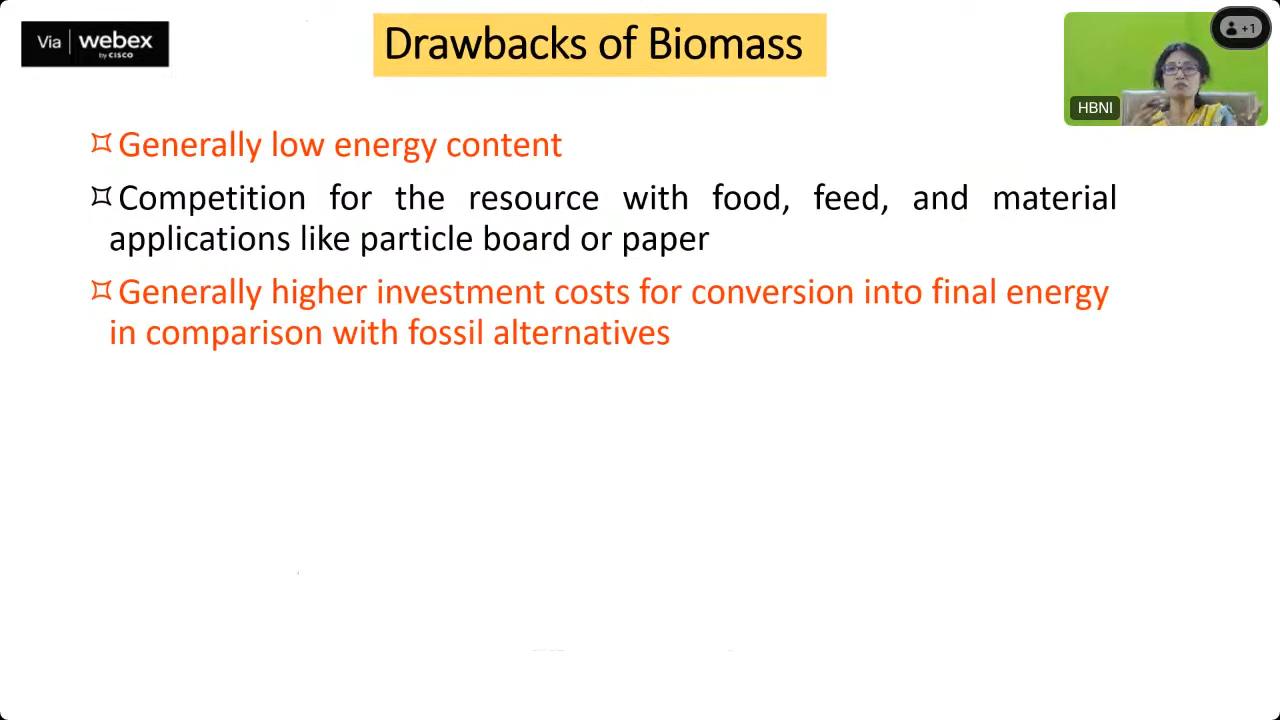 Via webex
by CISCO
Drawbacks of Biomass
+1
HBNI
Generally low energy content
Competition for the resource with food, feed, and material
applications like particle board or paper
Generally higher investment costs for conversion into final energy
in comparison with fossil alternatives